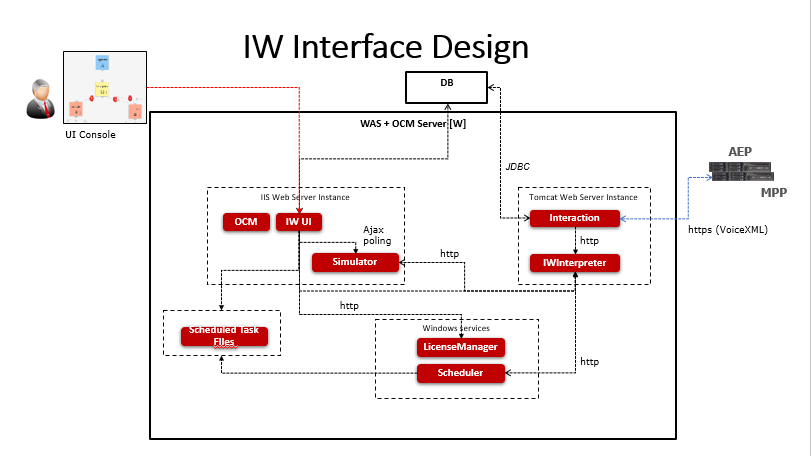 IW Interface Design
DB
UI Console
WAS + OCM Server [W]
JDBC
AEP
MPP
IIS Web Server Instance
Tomcat Web Server Instance
OCM
IW UI
Interaction
https (VoiceXML)
Ajax
poling
http
http
Simulator
IWInterpreter
http
Scheduled Task
FIles
Windows services
LicenseManager
http
Scheduler